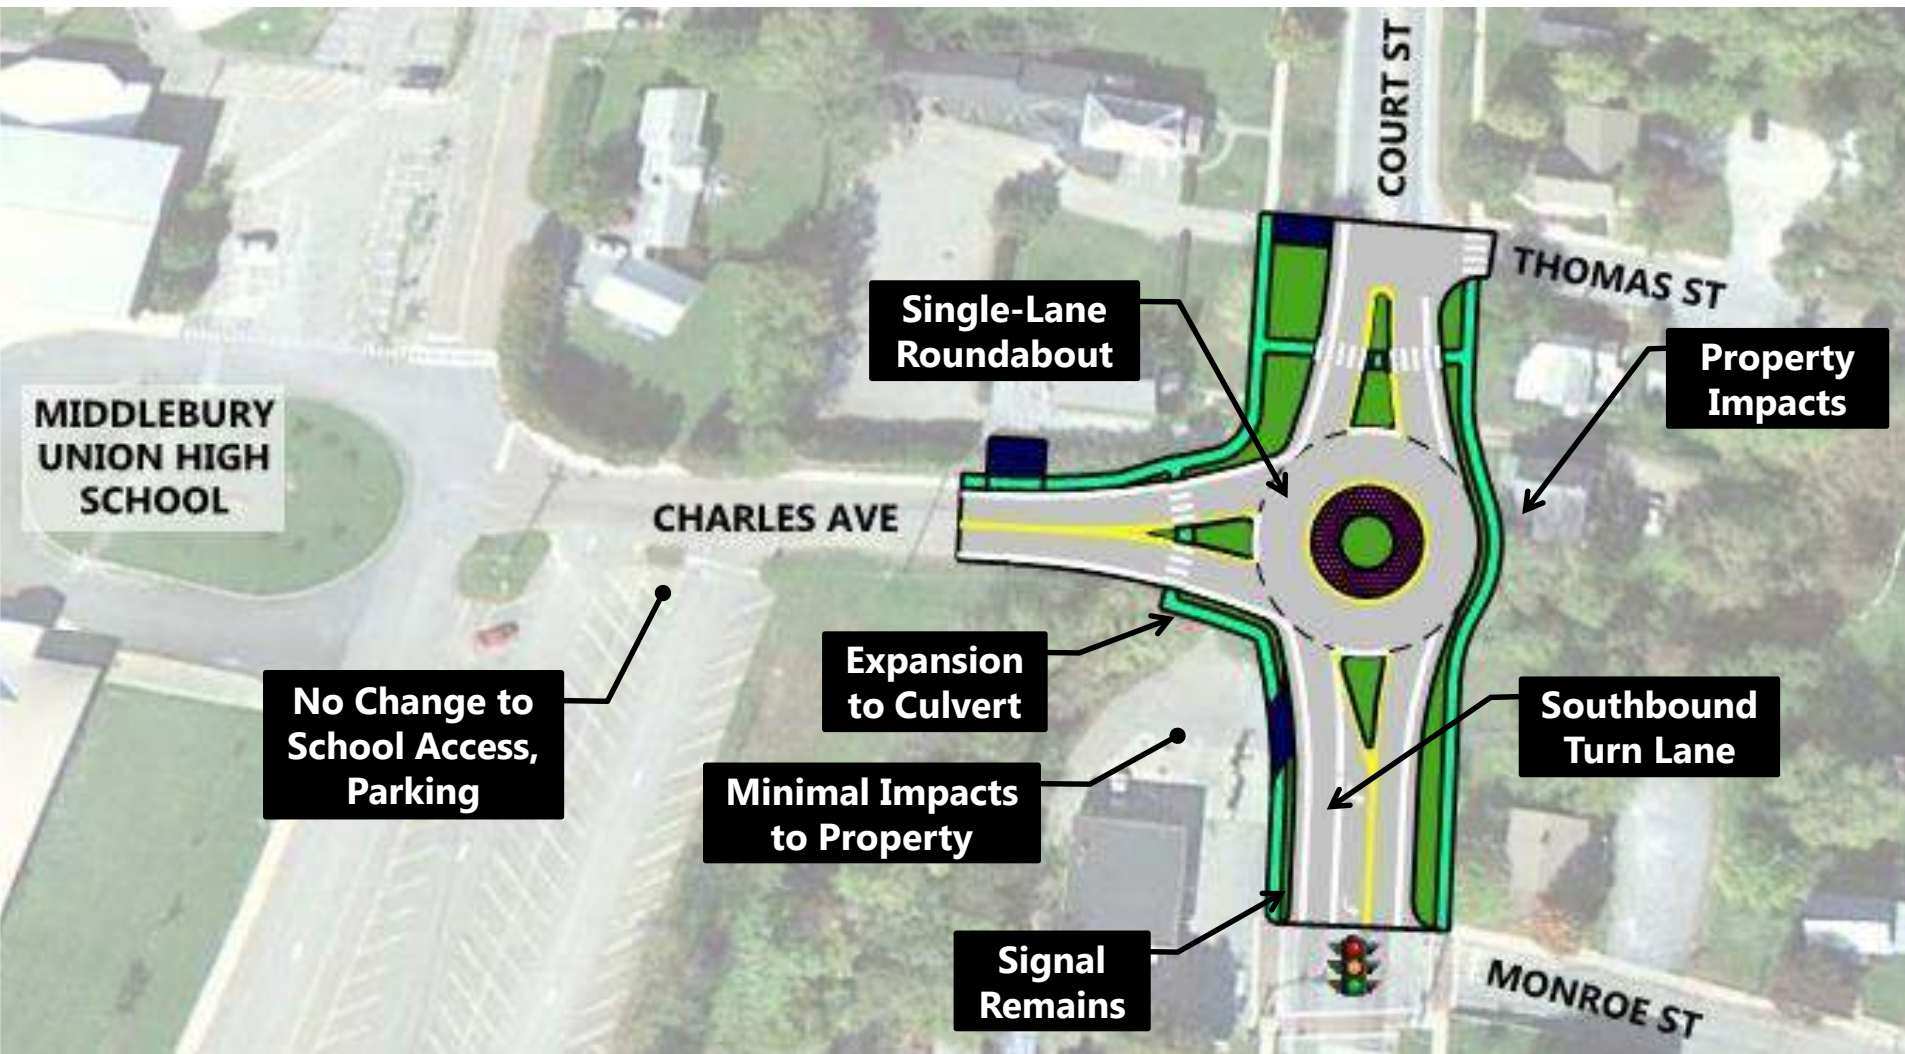 COURT ST
THOMAS ST
Single-Lane
Roundabout
Property
Impacts
MIDDLEBURY
UNION HIGH
SCHOOL
CHARLES AVE
Expansion
to Culvert
No Change to
School Access,
Parking
Southbound
Turn Lane
Minimal Impacts
to Property
Signal
Remains
MONROE ST